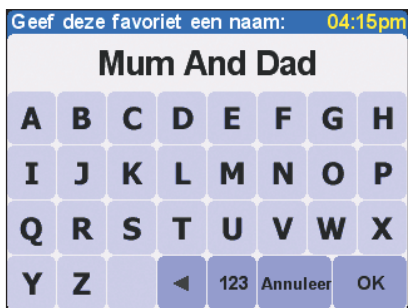 Geef deze favoriet een naam: 04:15pm
Mum And Dad
A B C D E F G H
I J K L M N O P
Q R S T U V W X
Y Z ◀ 123 Annuleer OK